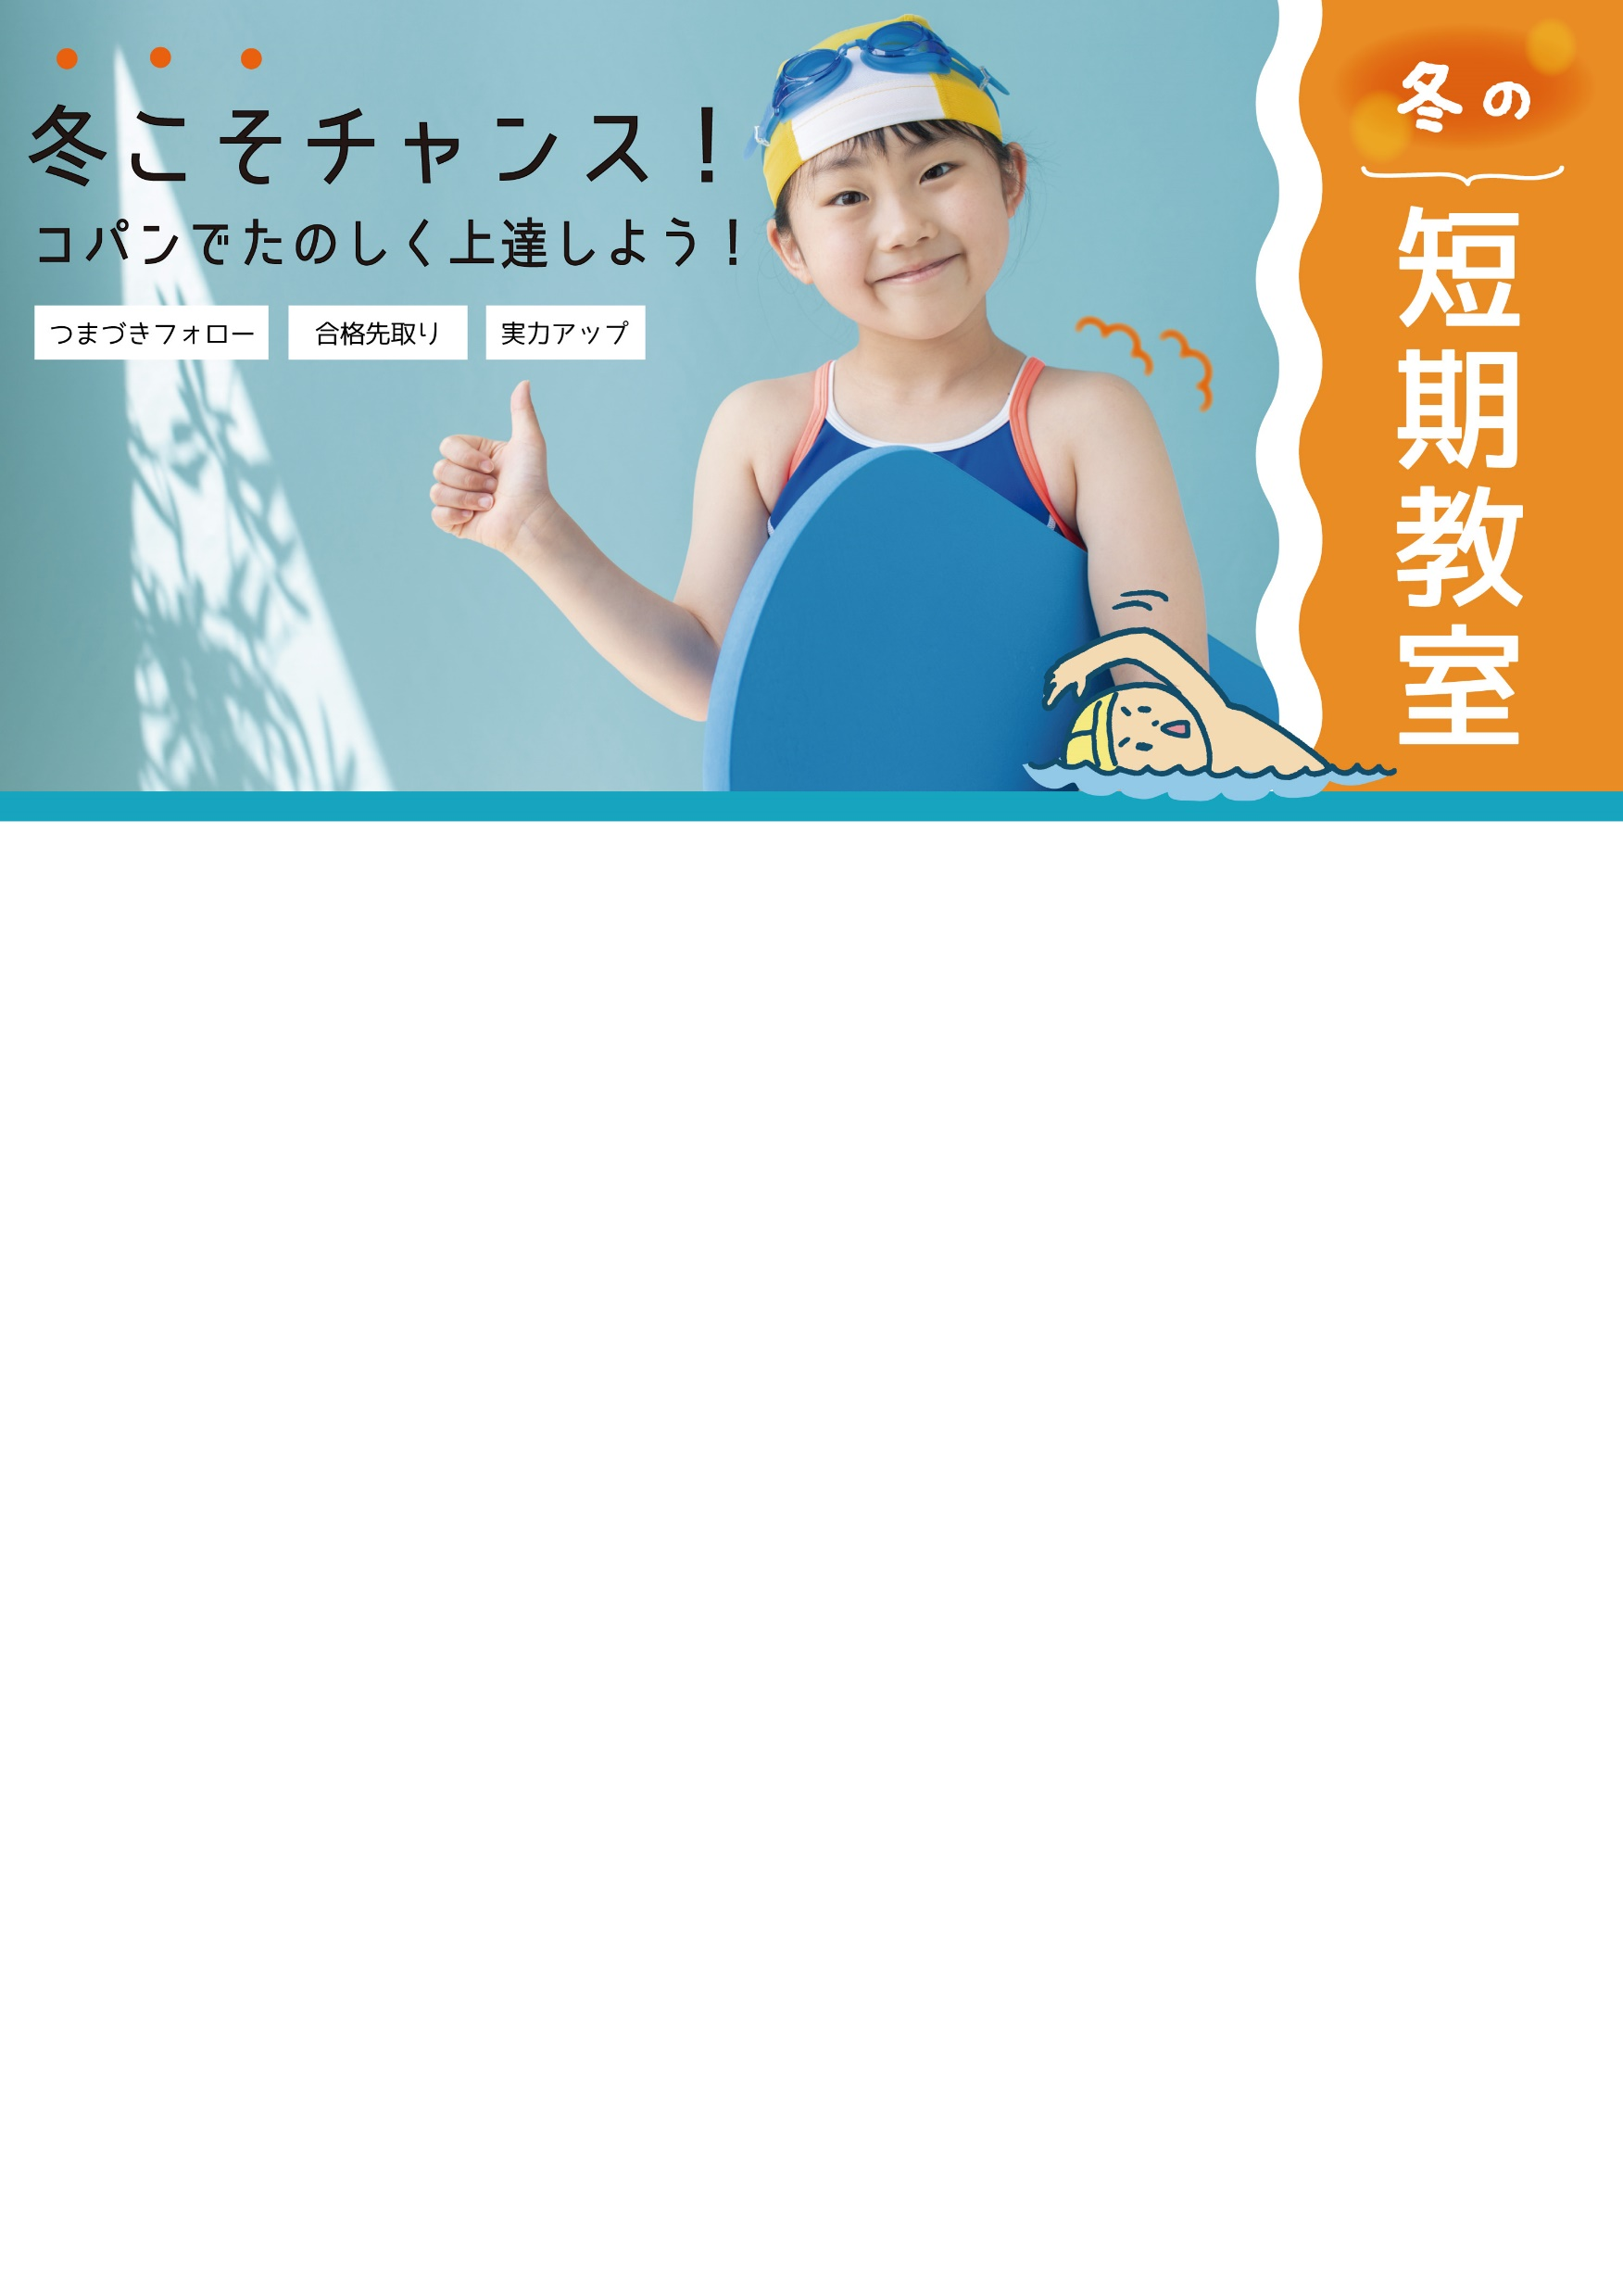 冬こそチャンス！
コパンでたのしく上達しよう！
つまづきフォロー
合格先取り
実力アップ
冬の
短期教室